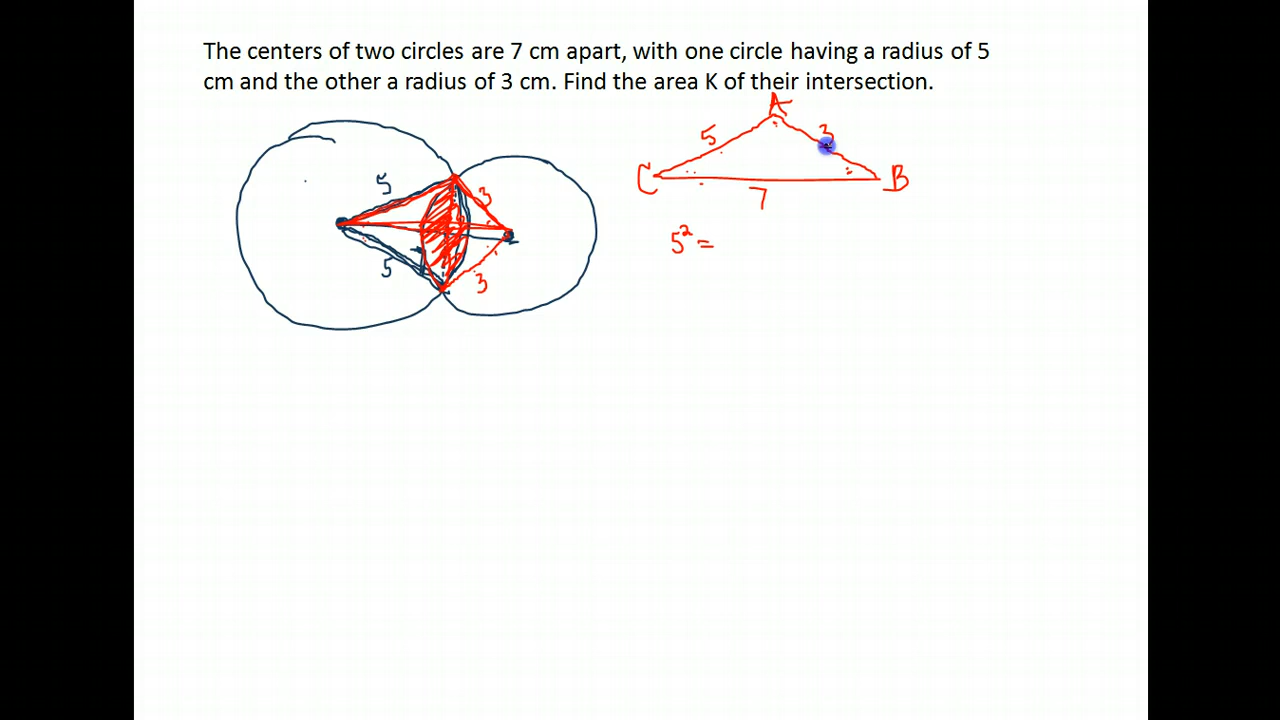 The centers of two circles are 7 cm apart, with one circle having a radius of 5
cm and the other a radius of 3 cm. Find the area K of their intersection.
A
5
3
C
B
7
5
3
5
3
5² =